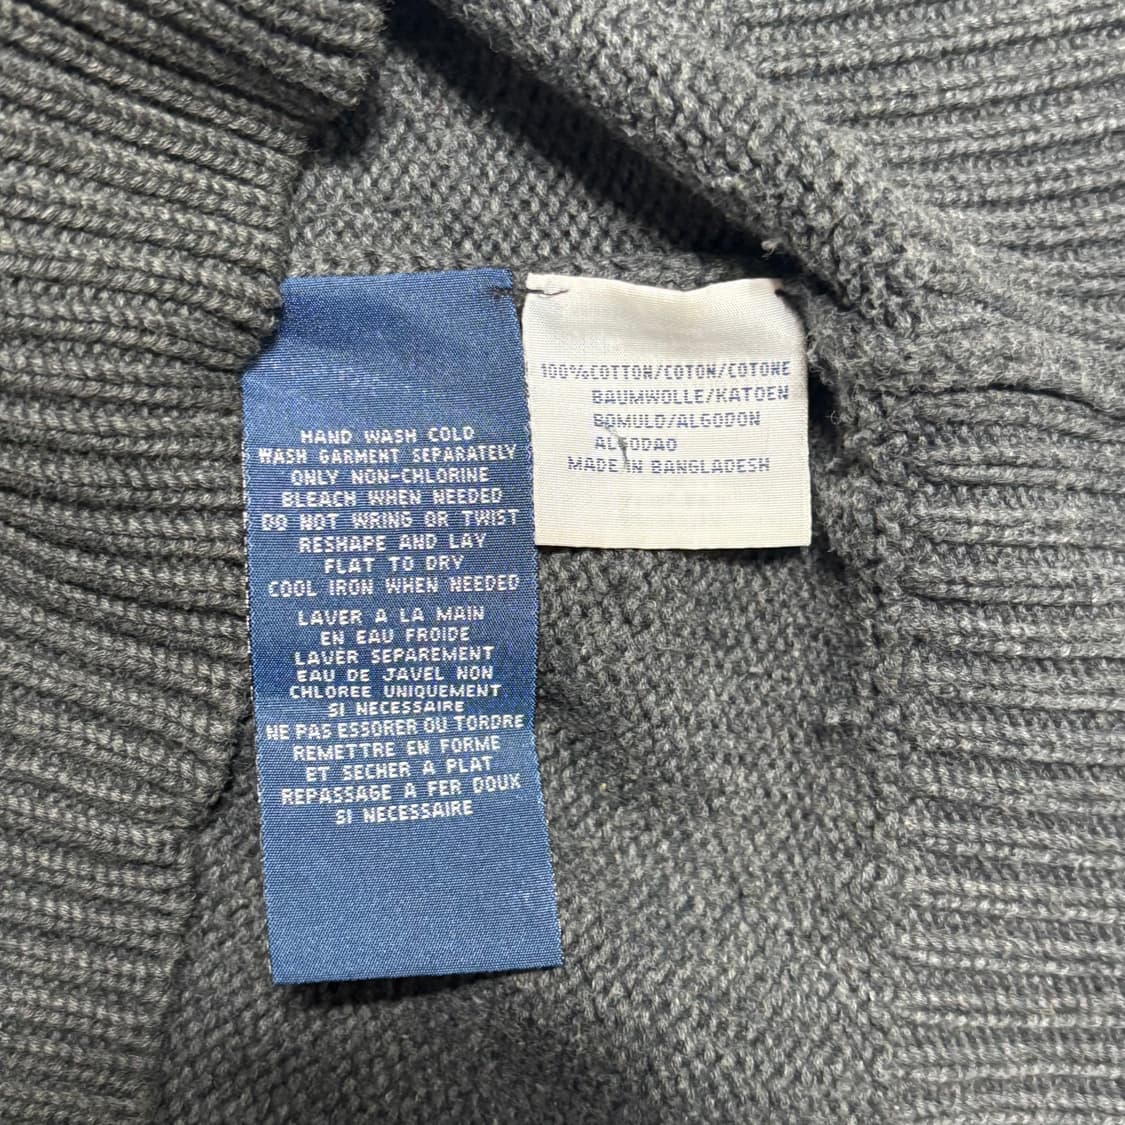 HAND WASH COLD
WASH GARMENT SEPARATELY
ONLY NON-CHLORINE
BLEACH WHEN NEEDED
DO NOT WRING OR TWIST
RESHAPE AND LAY
FLAT TO DRY
COOL IRON WHEN NEEDED
LAVER A LA MAIN
EN EAU FROIDE
LAVER SEPAREMENT
EAU DE JAVEL NON
CHLOREE UNIQUEMENT
SI NECESSAIRE
NE PAS ESSORER OU TORDRE
REMETTRE EN FORME
ET SECHER A PLAT
REPASSAGE A FER DOUX
SI NECESSAIRE
100%COTTON/COTON/COTONE
BAUMWOLLE/KATOEN
BOMULD/ALGODON
ALGODAO
MADE IN BANGLADESH